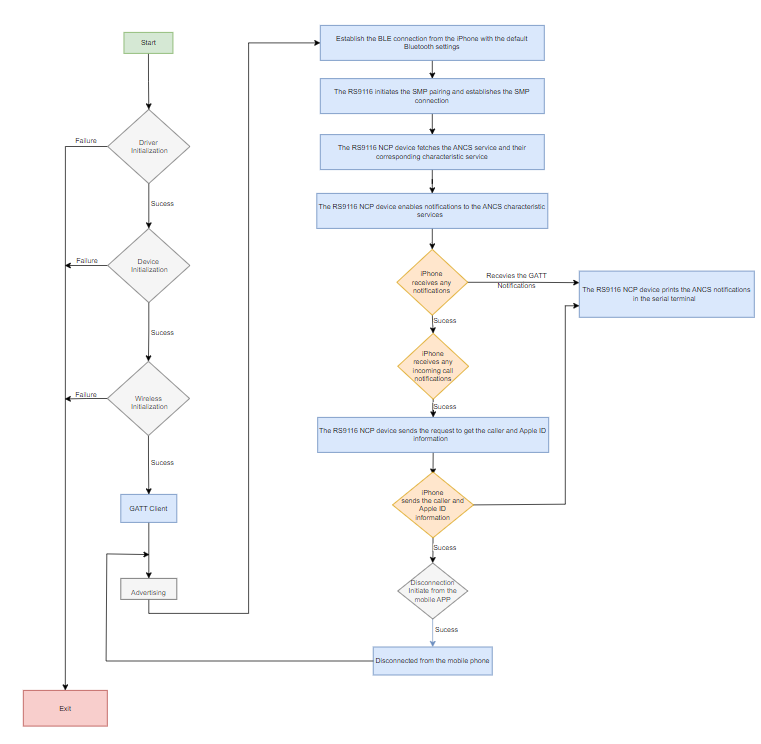 Start
Driver
Initialization
Failure
Sucess
Device
Initialization
Failure
Sucess
Wireless
Initialization
Failure
Sucess
GATT Client
Advertising
Exit
Establish the BLE connection from the iPhone with the default
Bluetooth settings
The RS9116 initiates the SMP pairing and establishes the SMP
connection
The RS9116 NCP device fetches the ANCS service and their
corresponding characteristic service
The RS9116 NCP device enables notifications to the ANCS characteristic
services
iPhone
receives any
notifications
Recevies the GATT
Notifications
The RS9116 NCP device prints the ANCS notifications
in the serial terminal
Sucess
iPhone
receives any
incoming call
notifications
Sucess
The RS9116 NCP device sends the request to get the caller and Apple ID
information
iPhone
sends the caller and
Apple ID
information
Sucess
Disconnection
Initiate from the
mobile APP
Sucess
Disconnected from the mobile phone